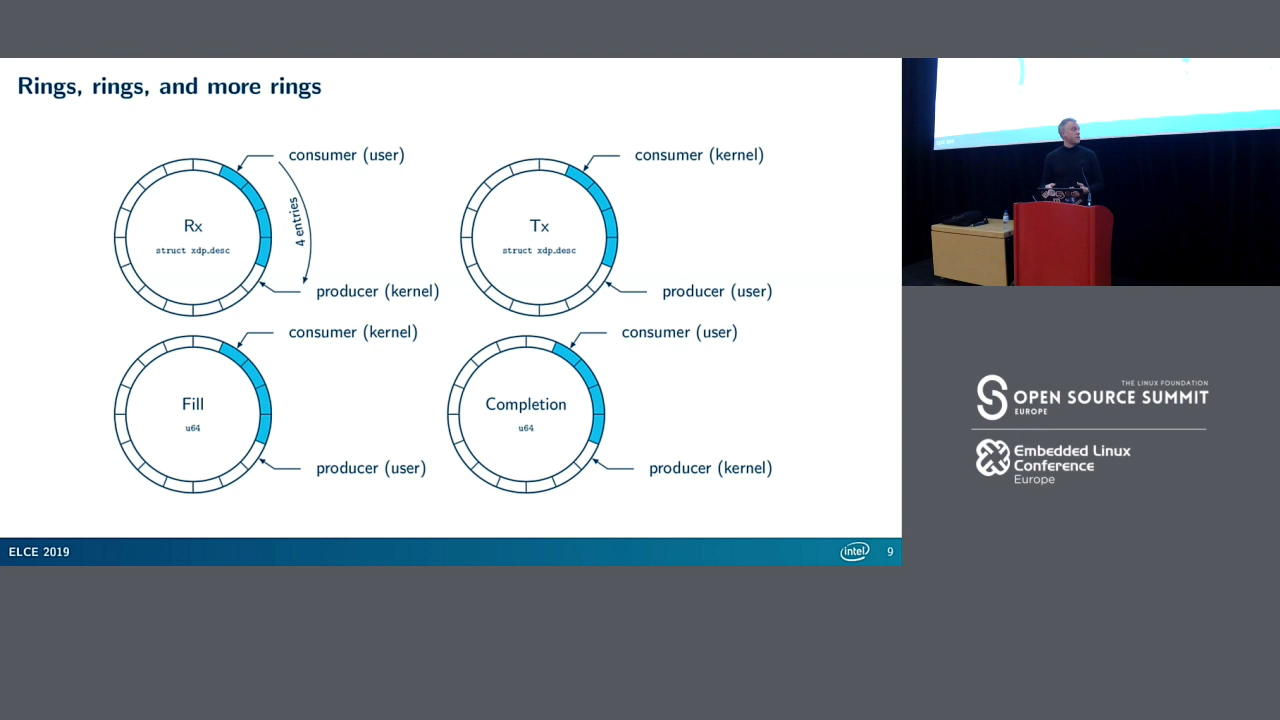 Rings, rings, and more rings
consumer (user)
Rx
struct xdp_desc
4 entries
producer (kernel)
consumer (kernel)
Tx
struct xdp_desc
producer (user)
consumer (kernel)
Fill
u64
producer (user)
consumer (user)
Completion
u64
producer (kernel)
ELCE 2019
intel
9
THE LINUX FOUNDATION
OPEN SOURCE SUMMIT
EUROPE
Embedded Linux
Conference
Europe